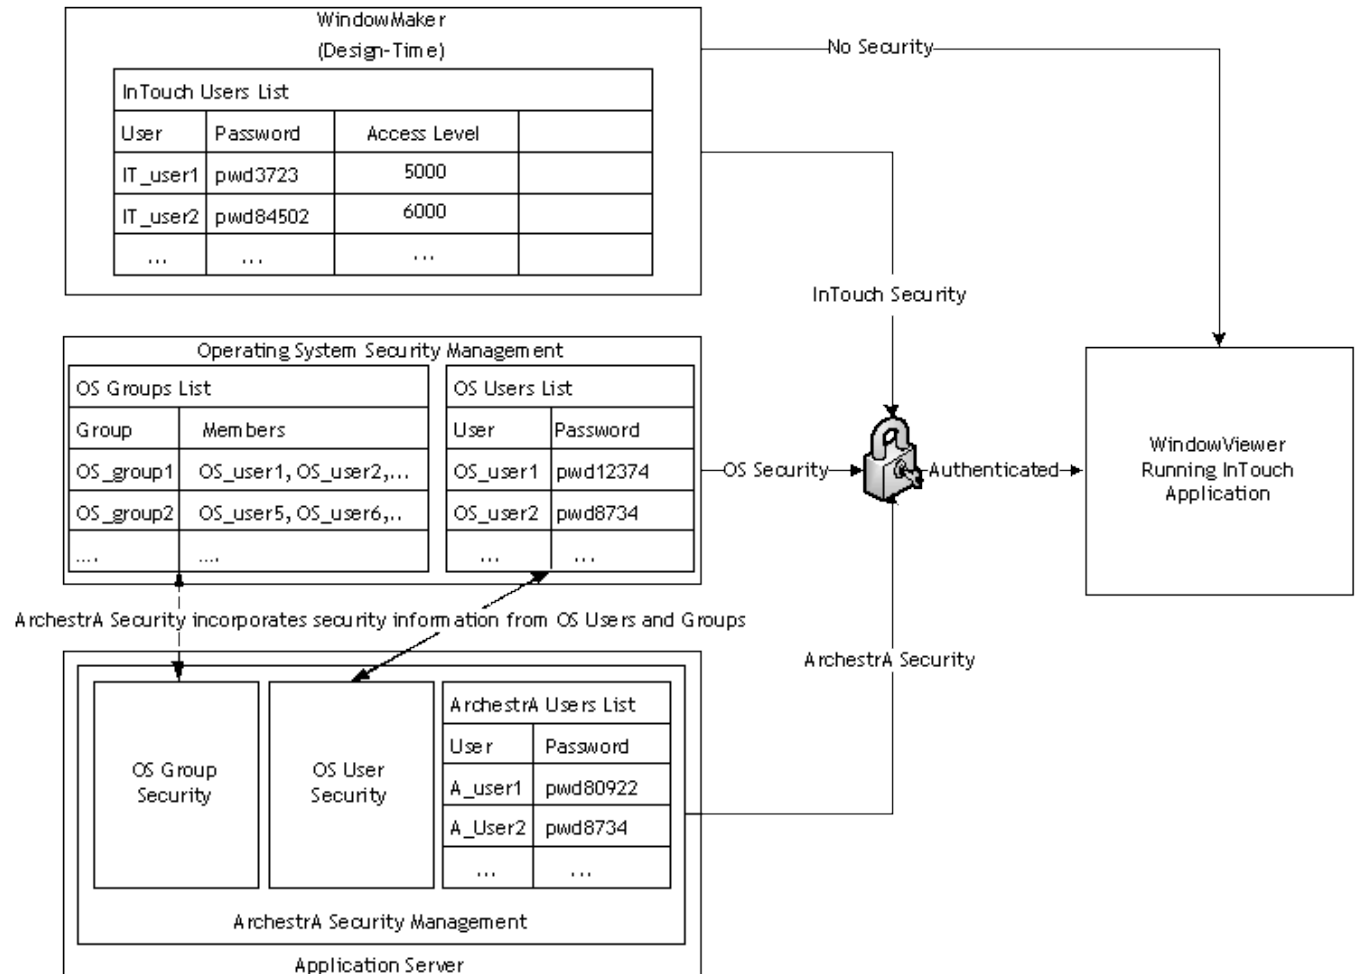 WindowMaker
(Design-Time)
No Security
InTouch Users List
User Password Access Level
IT_user1 pwd3723 5000
IT_user2 pwd84502 6000
... ... ...
InTouch Security
Operating System Security Management
OS Groups List
Group Members
OS_group1 OS_user1, OS_user2,...
OS_group2 OS_user5, OS_user6,..
.... ....
OS Users List
User Password
OS_user1 pwd12374
OS_user2 pwd8734
... ...
OS Security
Authenticated
WindowViewer
Running InTouch
Application
ArchestrA Security incorporates security information from OS Users and Groups
ArchestrA Security
OS Group
Security
OS User
Security
ArchestrA Users List
User Password
A_user1 pwd80922
A_User2 pwd8734
... ...
ArchestrA Security Management
Application Server